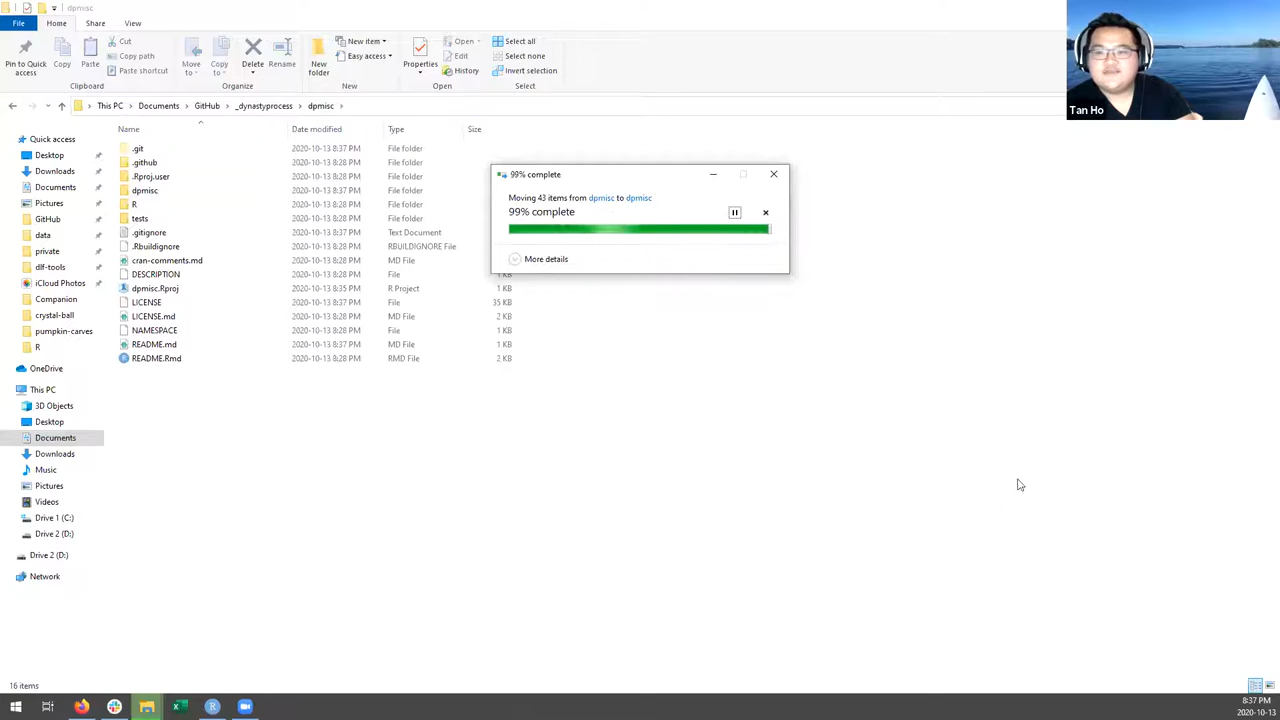 dpmisc
File Home Share View
Pin to Quick access
Copy
Paste
Cut
Copy path
Paste shortcut
Clipboard
Move to
Copy to
Delete
Rename
Organize
New folder
New item
Easy access
New
Properties
Open
Edit
History
Open
Select all
Select none
Invert selection
Select
Tan Ho
This PC Documents GitHub _dynastyprocess dpmisc
Name Date modified Type Size
.git 2020-10-13 8:37 PM File folder
.github 2020-10-13 8:28 PM File folder
.Rproj.user 2020-10-13 8:28 PM File folder
dpmisc 2020-10-13 8:37 PM File folder
R 2020-10-13 8:28 PM File folder
tests 2020-10-13 8:28 PM File folder
.gitignore 2020-10-13 8:28 PM Text Document
.Rbuildignore 2020-10-13 8:28 PM RBUILDIGNORE File
cran-comments.md 2020-10-13 8:28 PM MD File
DESCRIPTION 2020-10-13 8:28 PM File 1 KB
dpmisc.Rproj 2020-10-13 8:35 PM R Project 1 KB
LICENSE 2020-10-13 8:37 PM File 35 KB
LICENSE.md 2020-10-13 8:28 PM MD File 2 KB
NAMESPACE 2020-10-13 8:28 PM File 1 KB
README.md 2020-10-13 8:37 PM MD File 2 KB
README.Rmd 2020-10-13 8:28 PM RMD File 2 KB
99% complete
Moving 43 items from dpmisc to dpmisc
99% complete
More details
Quick access
Desktop
Downloads
Documents
Pictures
GitHub
data
private
dlf-tools
iCloud Photos
Companion
crystal-ball
pumpkin-carves
R
OneDrive
This PC
3D Objects
Desktop
Documents
Downloads
Music
Pictures
Videos
Drive 1 (C:)
Drive 2 (D:)
Drive 2 (D:)
Network
16 items
8:37 PM
2020-10-13